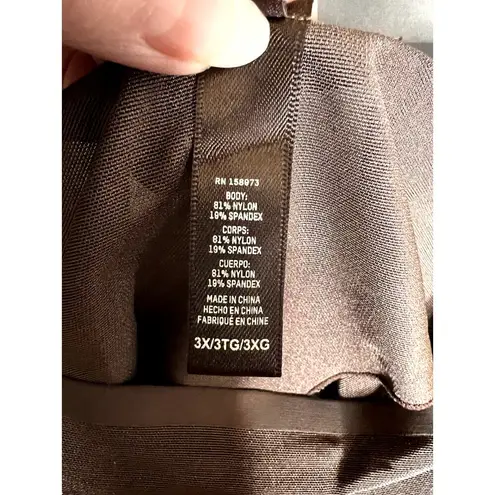 RN 158973
BODY:
81% NYLON
19% SPANDEX
CORPS:
81% NYLON
19% SPANDEX
CUERPO:
81% NYLON
19% SPANDEX
MADE IN CHINA
HECHO EN CHINA
FABRIQUÉ EN CHINE
3X/3TG/3XG